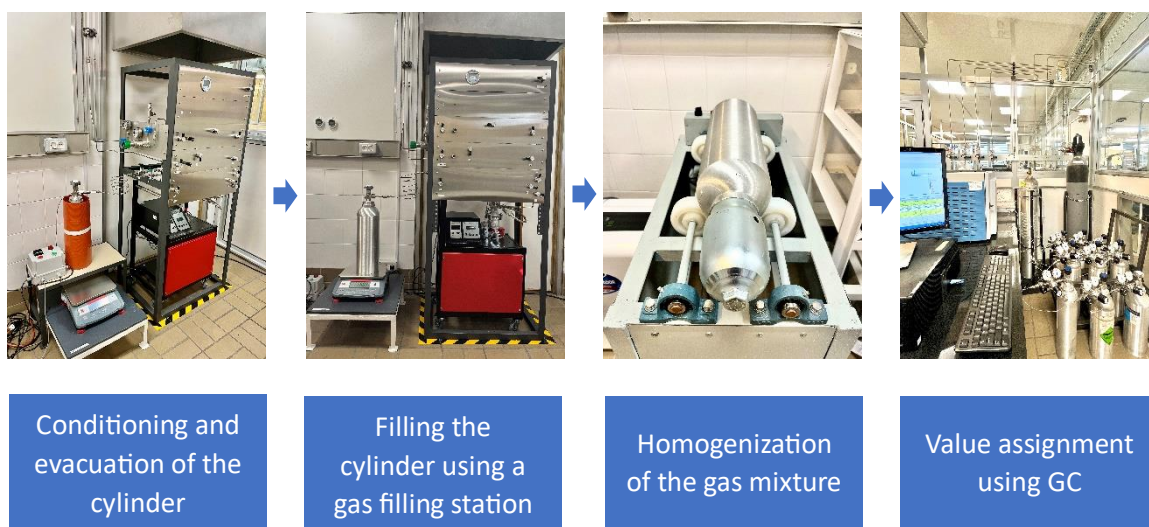 Conditioning and
evacuation of the
cylinder
Filling the
cylinder using a
gas filling station
Homogenization
of the gas mixture
Value assignment
using GC